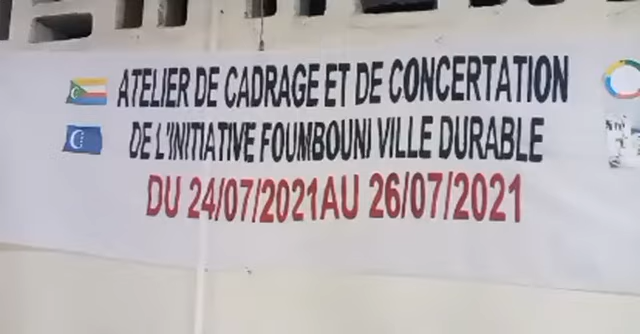 ATELIER DE CADRAGE ET DE CONCERTATION
DE L'INITIATIVE FOUMBOUNI VILLE DURABLE
DU 24/07/2021AU 26/07/2021